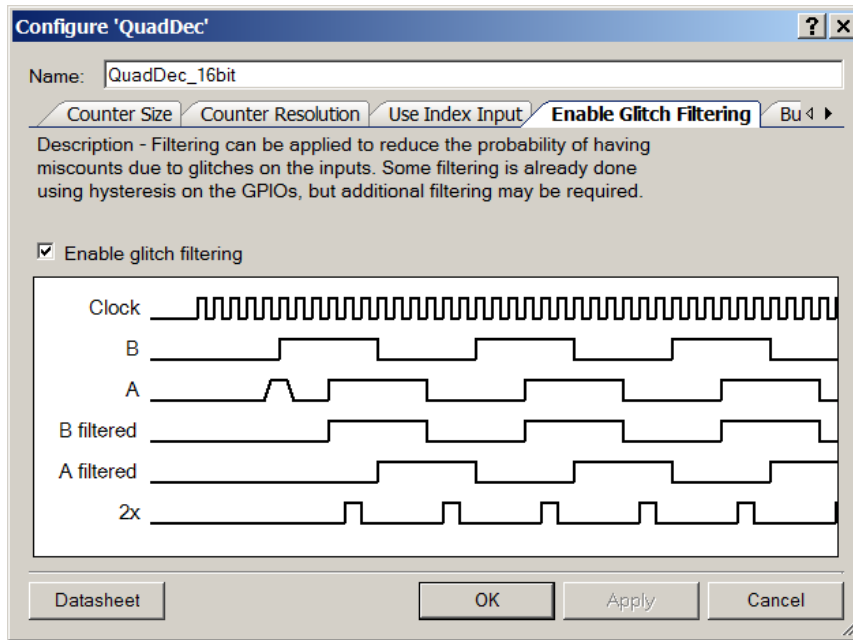 Configure 'QuadDec'
Name: QuadDec_16bit
Counter Size Counter Resolution Use Index Input Enable Glitch Filtering Bu
Description - Filtering can be applied to reduce the probability of having
miscounts due to glitches on the inputs. Some filtering is already done
using hysteresis on the GPIOs, but additional filtering may be required.
Enable glitch filtering
Clock
B
A
B filtered
A filtered
2x
Datasheet OK Apply Cancel